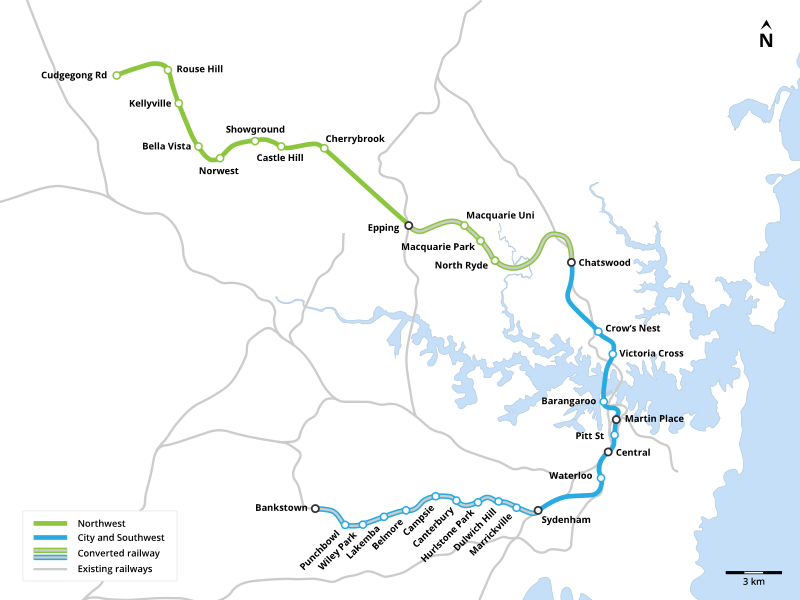 N
Cudgegong Rd
Rouse Hill
Kellyville
Showground
Bella Vista
Cherrybrook
Castle Hill
Norwest
Epping
Macquarie Uni
Macquarie Park
North Ryde
Chatswood
Crow's Nest
Victoria Cross
Barangaroo
Martin Place
Pitt St
Central
Waterloo
Bankstown
Sydenham
Punchbowl
Wiley Park
Lakemba
Belmore
Campsie
Canterbury
Hurlstone Park
Dulwich Hill
Marrickville
Northwest
City and Southwest
Converted railway
Existing railways
3 km